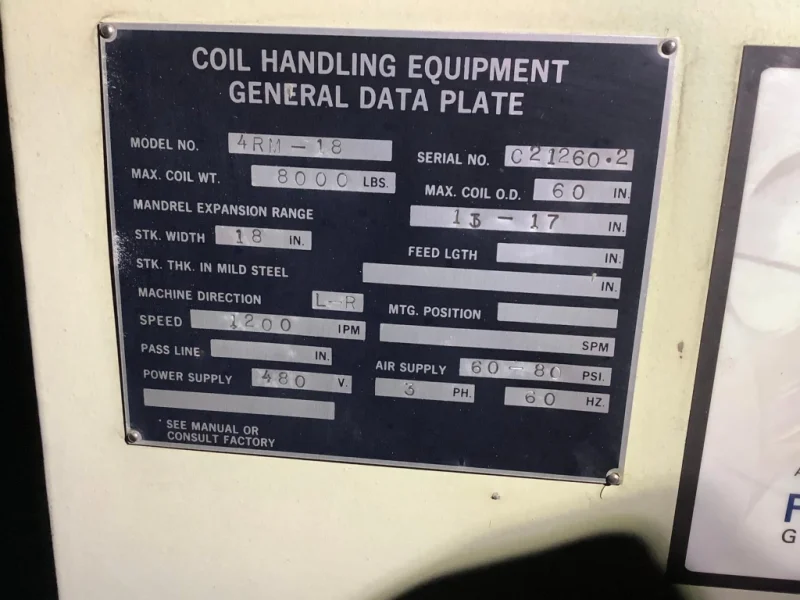 COIL HANDLING EQUIPMENT
GENERAL DATA PLATE
MODEL NO. 4RM-18 SERIAL NO. C21260.2
MAX. COIL WT. 8000 LBS. MAX. COIL O.D. 60 IN.
MANDREL EXPANSION RANGE - 17 IN.
STK. WIDTH 18 IN. FEED LGTH IN.
STK. THK. IN MILD STEEL IN.
MACHINE DIRECTION L-R MTG. POSITION
SPEED 1200 IPM SPM
PASS LINE IN. AIR SUPPLY 60-80 PSI.
POWER SUPPLY 480 V. 3 PH. 60 HZ.
SEE MANUAL OR
CONSULT FACTORY